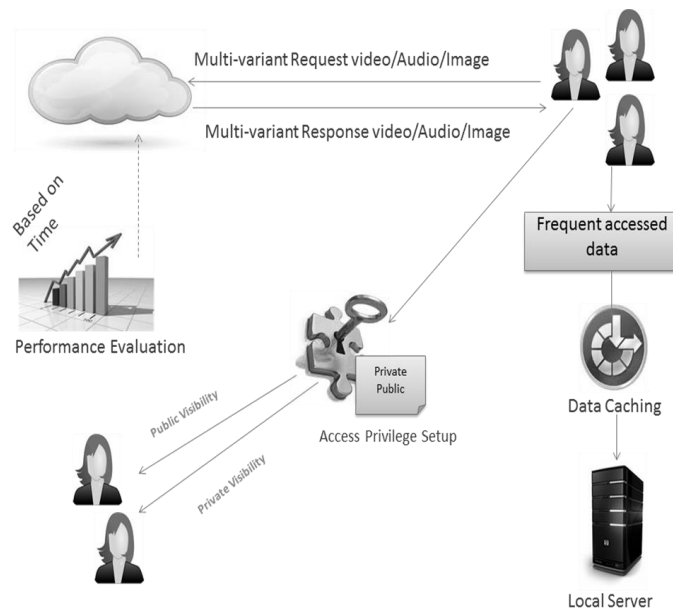 Multi-variant Request video/Audio/Image
Multi-variant Response video/Audio/Image
Based on
Time
Frequent accessed
data
Performance Evaluation
Private
Public
Data Caching
Public Visibility
Access Privilege Setup
Private Visibility
Local Server